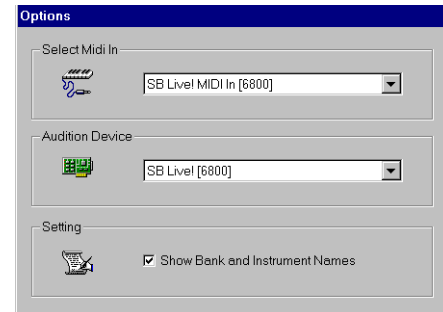 Options
Select Midi In
SB Live! MIDI In [6800]
Audition Device
SB Live! [6800]
Setting
Show Bank and Instrument Names